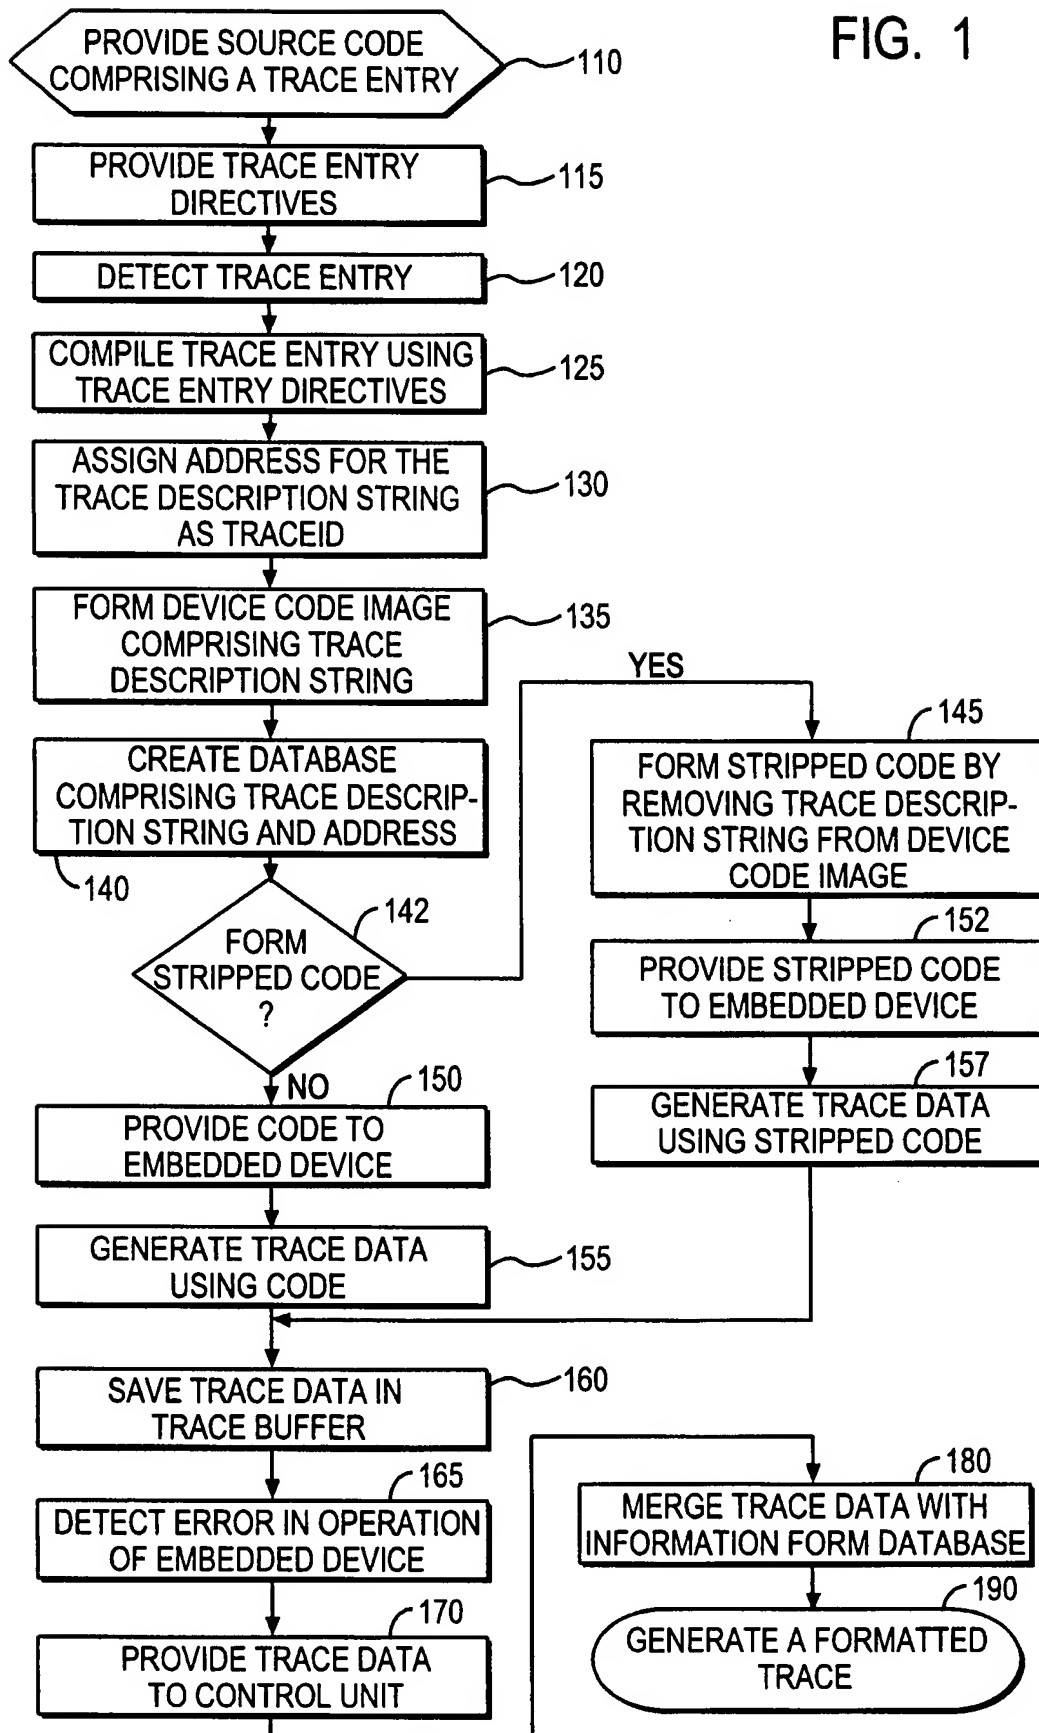 FIG. 1
PROVIDE SOURCE CODE
COMPRISING A TRACE ENTRY
110
PROVIDE TRACE ENTRY
DIRECTIVES
115
DETECT TRACE ENTRY
120
COMPILE TRACE ENTRY USING
TRACE ENTRY DIRECTIVES
125
ASSIGN ADDRESS FOR THE
TRACE DESCRIPTION STRING
AS TRACEID
130
FORM DEVICE CODE IMAGE
COMPRISING TRACE
DESCRIPTION STRING
135
CREATE DATABASE
COMPRISING TRACE DESCRIP-
TION STRING AND ADDRESS
140
FORM
STRIPPED CODE
?
142
YES
NO
145
FORM STRIPPED CODE BY
REMOVING TRACE DESCRIP-
TION STRING FROM DEVICE
CODE IMAGE
152
PROVIDE STRIPPED CODE
TO EMBEDDED DEVICE
157
GENERATE TRACE DATA
USING STRIPPED CODE
150
PROVIDE CODE TO
EMBEDDED DEVICE
GENERATE TRACE DATA
USING CODE
155
SAVE TRACE DATA IN
TRACE BUFFER
160
165
DETECT ERROR IN OPERATION
OF EMBEDDED DEVICE
170
PROVIDE TRACE DATA
TO CONTROL UNIT
180
MERGE TRACE DATA WITH
INFORMATION FORM DATABASE
190
GENERATE A FORMATTED
TRACE